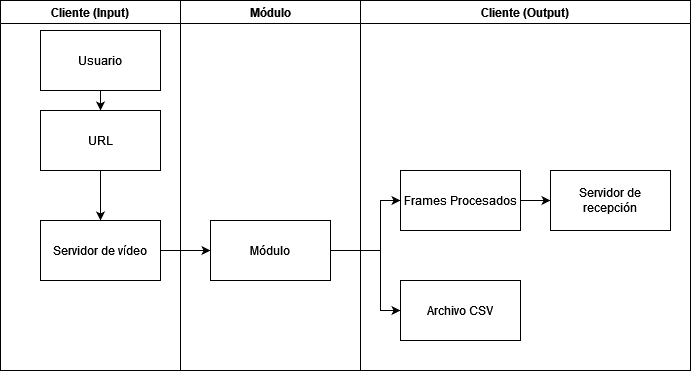 Cliente (Input)
Módulo
Cliente (Output)
Usuario
URL
Servidor de vídeo
Módulo
Frames Procesados
Servidor de
recepción
Archivo CSV